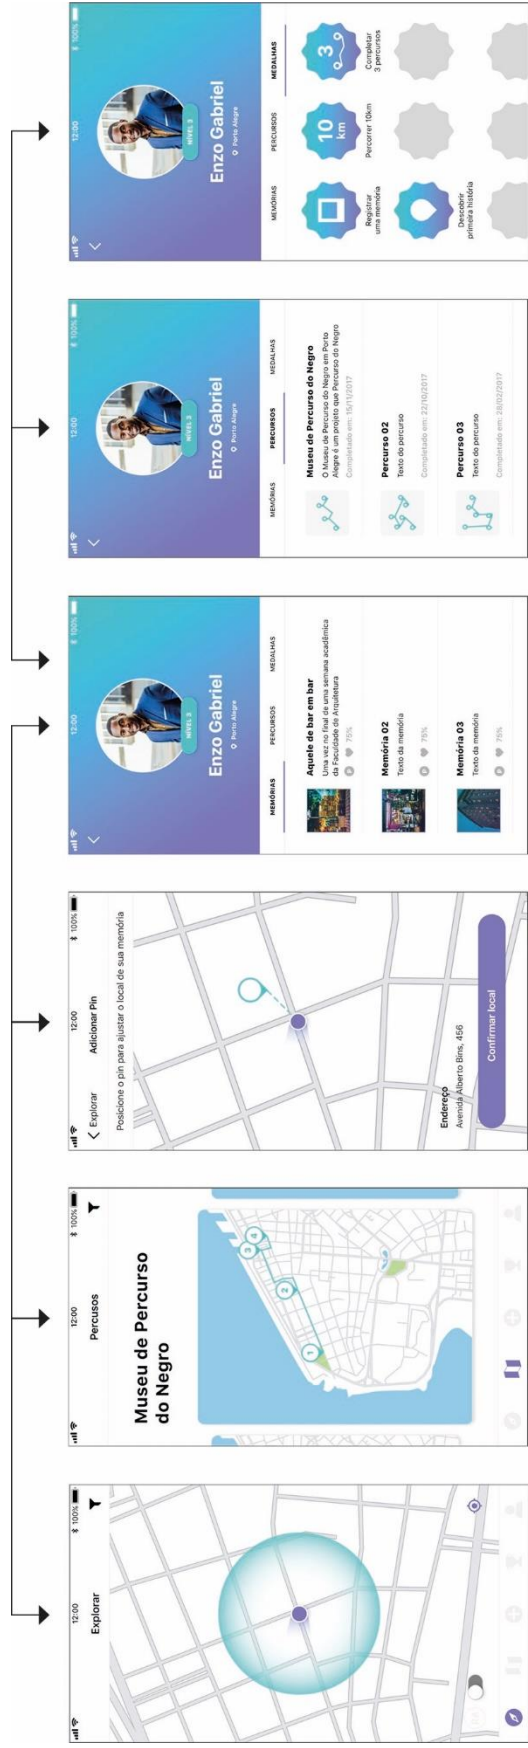 12:00
100%
Explorar
12:00
100%
Percusos
Museu de Percurso
do Negro
1
2
3
4
12:00
100%
Explorar
Adicionar Pin
Posicione o pin para ajustar o local de sua memória
Endereço
Avenida Alberto Bins, 456
Confirmar local
12:00
100%
NÍVEL 3
Enzo Gabriel
Porto Alegre
MEMÓRIAS
PERCURSOS
MEDALHAS
Aquele de bar em bar
Uma vez no final de uma semana acadêmica
da Faculdade de Arquitetura
75%
Memória 02
Texto da memória
75%
Memória 03
Texto da memória
75%
12:00
100%
NÍVEL 3
Enzo Gabriel
Porto Alegre
MEMÓRIAS
PERCURSOS
MEDALHAS
Museu de Percurso do Negro
O Museu de Percurso do Negro em Porto
Alegre é um projeto que Percurso do Negro
Completado em: 15/11/2017
Percurso 02
Texto do percurso
Completado em: 22/10/2017
Percurso 03
Texto do percurso
Completado em: 28/02/2017
12:00
100%
NÍVEL 3
Enzo Gabriel
Porto Alegre
MEMÓRIAS
PERCURSOS
MEDALHAS
Registrar
uma memória
10
km
Percorrer 10km
3
Completar
3 percursos
Descobrir
primeira história